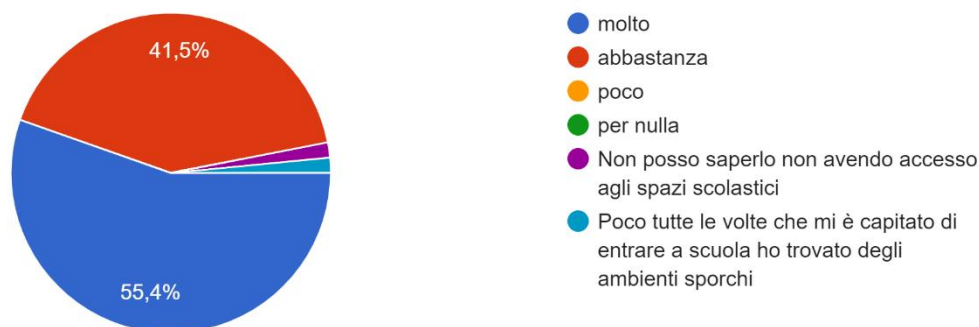 41,5%
55,4%
molto
abbastanza
poco
per nulla
Non posso saperlo non avendo accesso
agli spazi scolastici
Poco tutte le volte che mi è capitato di
entrare a scuola ho trovato degli
ambienti sporchi